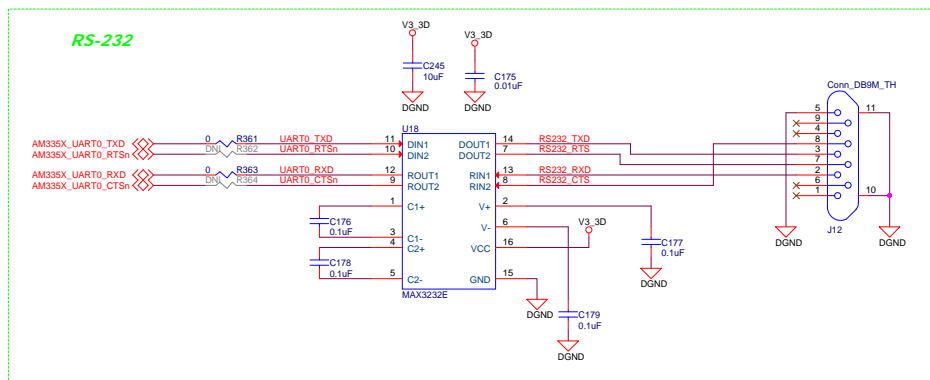 RS-232
V3_3D
C245
10uF
DGND
V3_3D
C175
0.01uF
DGND
Conn_DB9M_TH
5
9
4
8
3
7
2
6
1
11
10
J12
DGND
DGND
U18
AM335X_UART0_TXD
0
R361
UART0_TXD
11
DIN1
DOUT1
14
RS232_TXD
AM335X_UART0_RTSn
DNI
R362
UART0_RTSn
10
DIN2
DOUT2
7
RS232_RTS
AM335X_UART0_RXD
0
R363
UART0_RXD
12
ROUT1
RIN1
13
RS232_RXD
AM335X_UART0_CTSn
DNI
R364
UART0_CTSn
9
ROUT2
RIN2
8
RS232_CTS
1
C1+
V+
2
C176
0.1uF
3
C1-
V-
6
V3_3D
4
C2+
VCC
16
C177
0.1uF
DGND
C178
0.1uF
5
C2-
GND
15
DGND
MAX3232E
C179
0.1uF
DGND